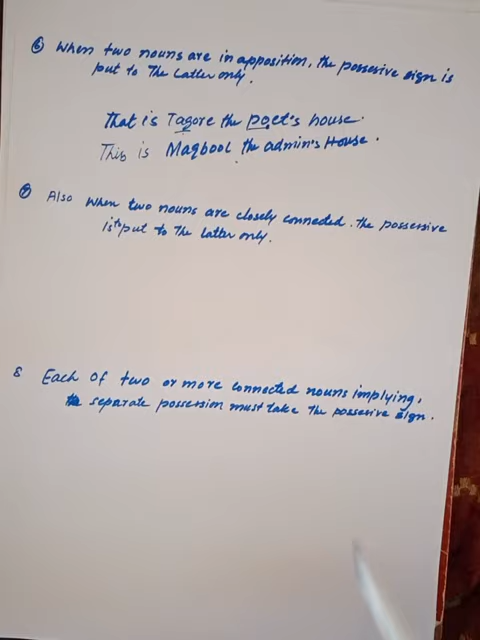 ⑥ When two nouns are in apposition, the possessive sign is
put to The Latter only.
That is Tagore the poet's house.
This is Maqbool the admin's House.
⑦ Also when two nouns are closely connected. the possessive
is put to The latter only.
8 Each of two or more connected nouns implying,
separate possession must take the possessive sign.